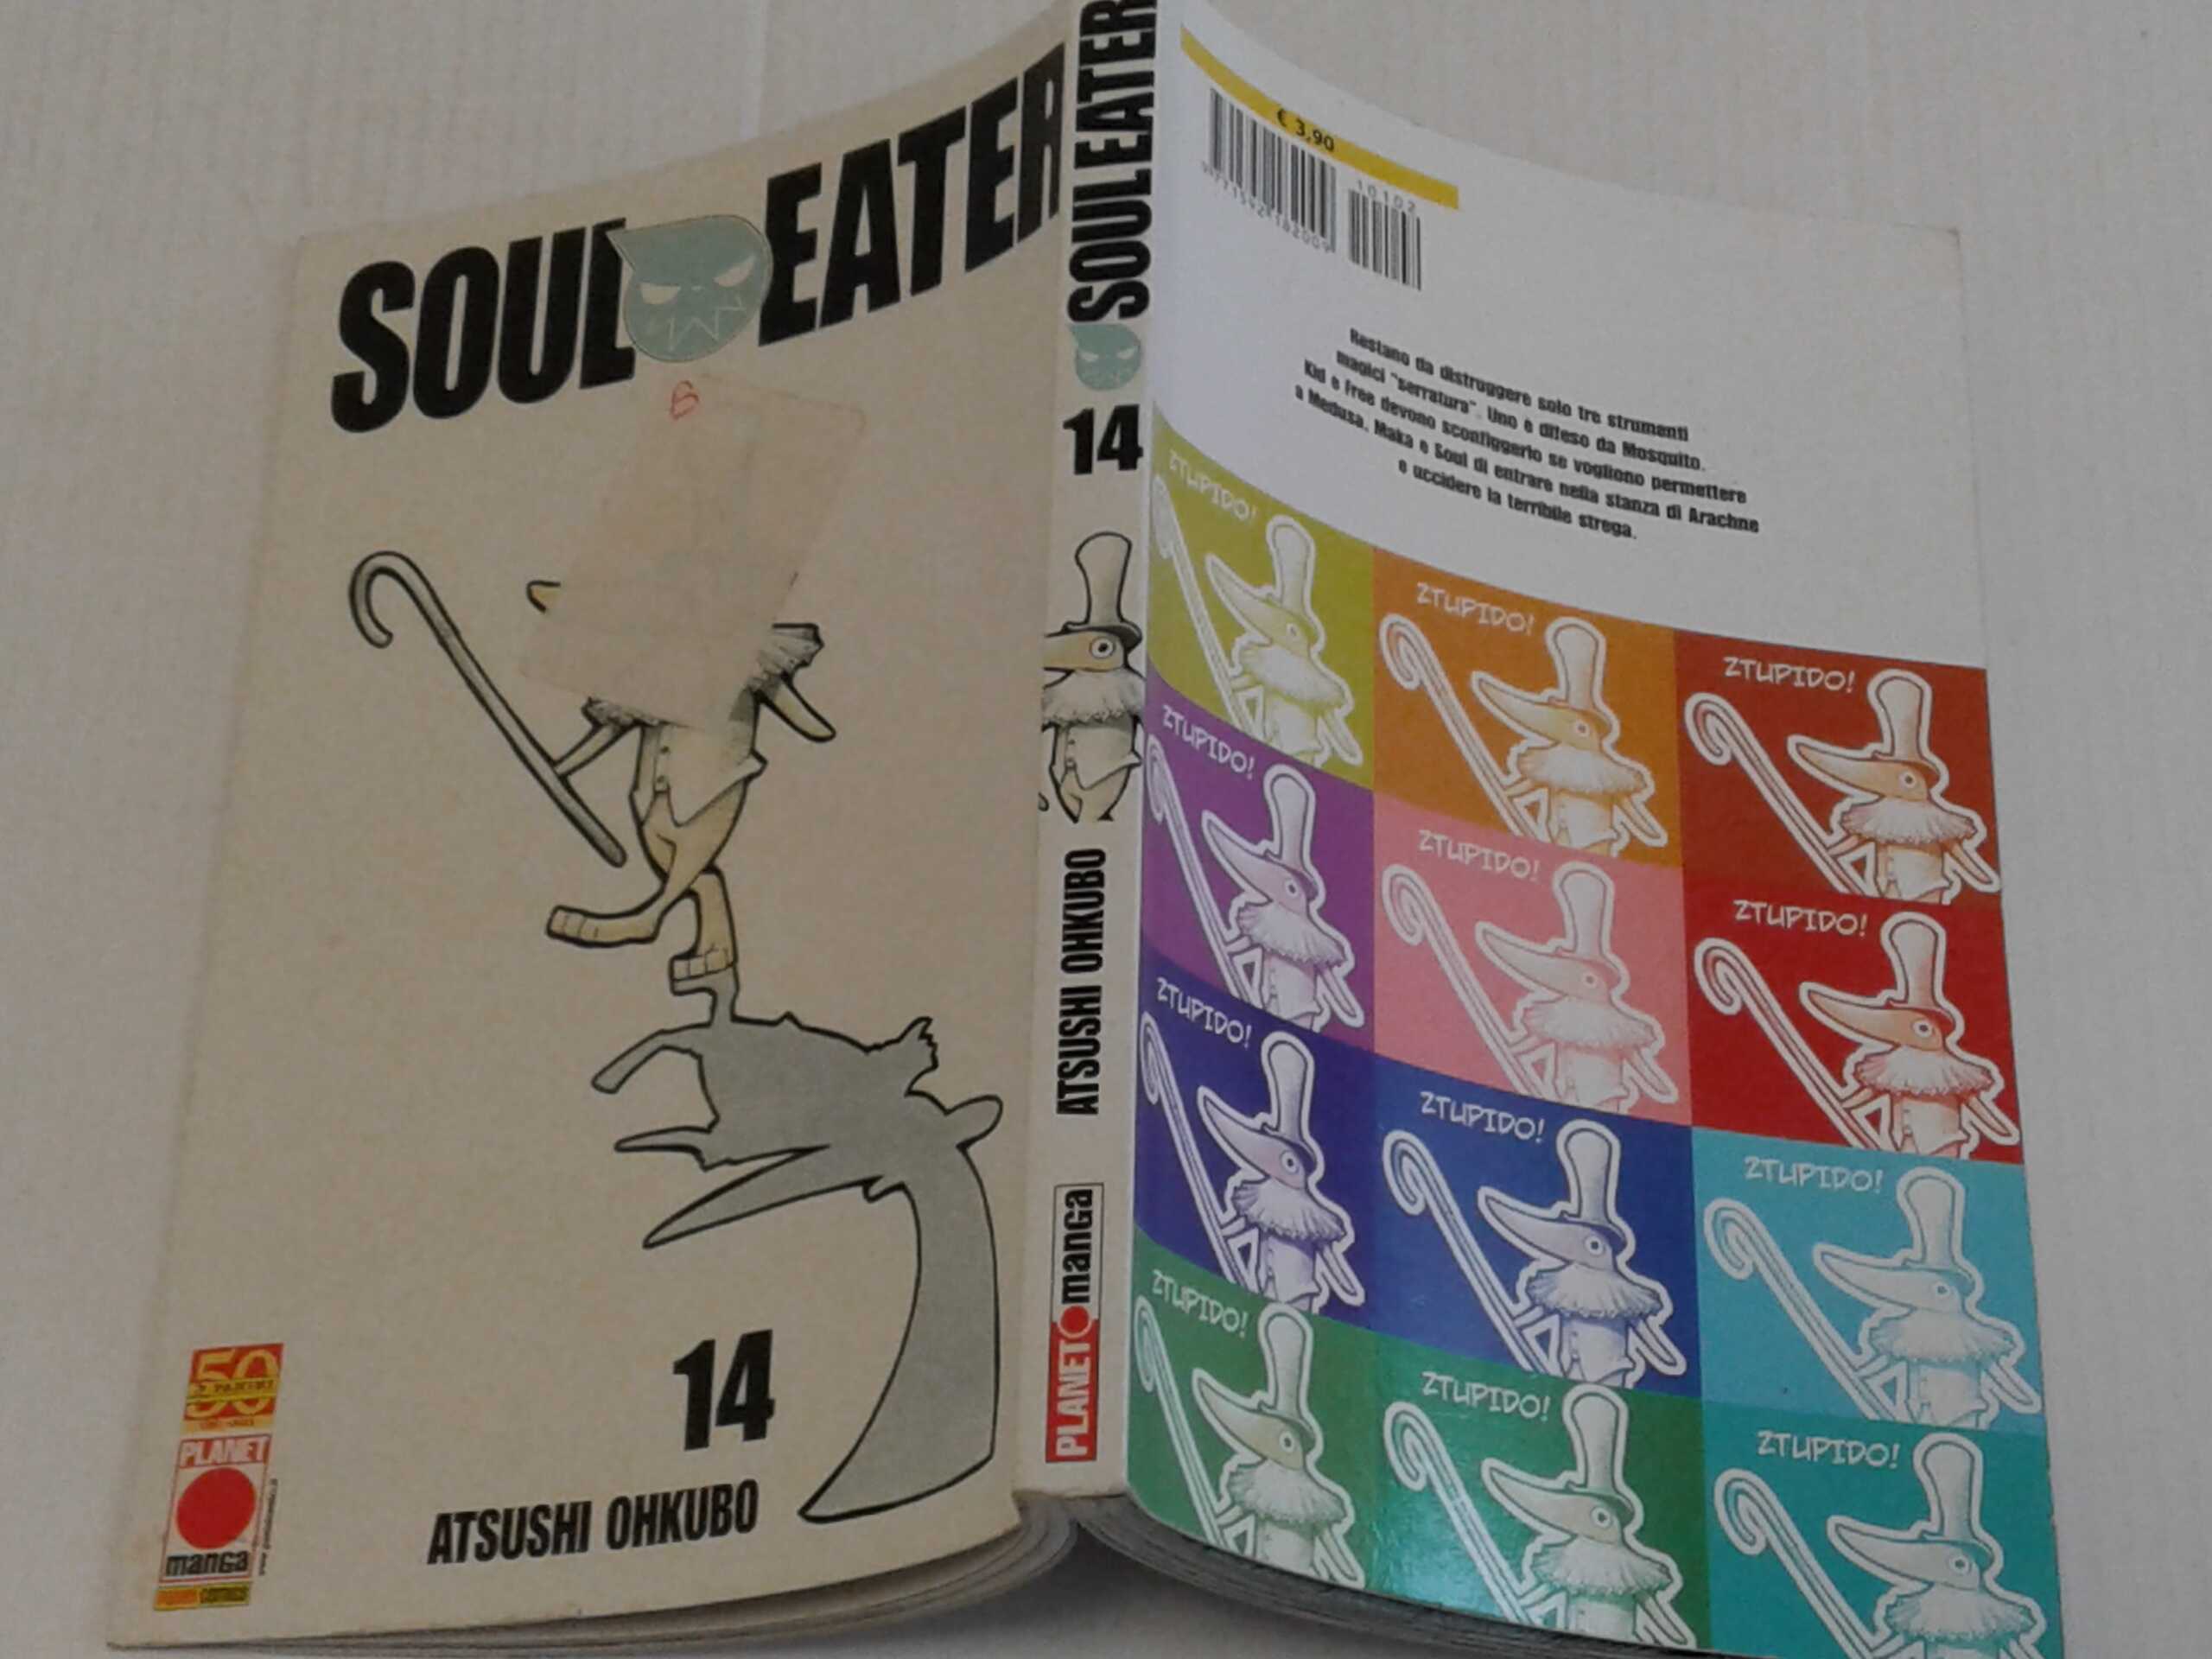 SOUL EATER
14
ATSUSHI OHKUBO
50
PANINI
PLANET
manga
comics
SOUL EATER
14
ATSUSHI OHKUBO
PLANET manga
€ 3,90
10102
Restano da distruggere solo tre strumenti
magici "serratura". Uno è difeso da Mosquito.
Kid e Free devono sconfiggerlo se vogliono permettere
a Medusa, Maka e Soul di entrare nella stanza di Arachne
e uccidere la terribile strega.
ZTUPIDO!
ZTUPIDO!
ZTUPIDO!
ZTUPIDO!
ZTUPIDO!
ZTUPIDO!
ZTUPIDO!
ZTUPIDO!
ZTUPIDO!
ZTUPIDO!
ZTUPIDO!
ZTUPIDO!